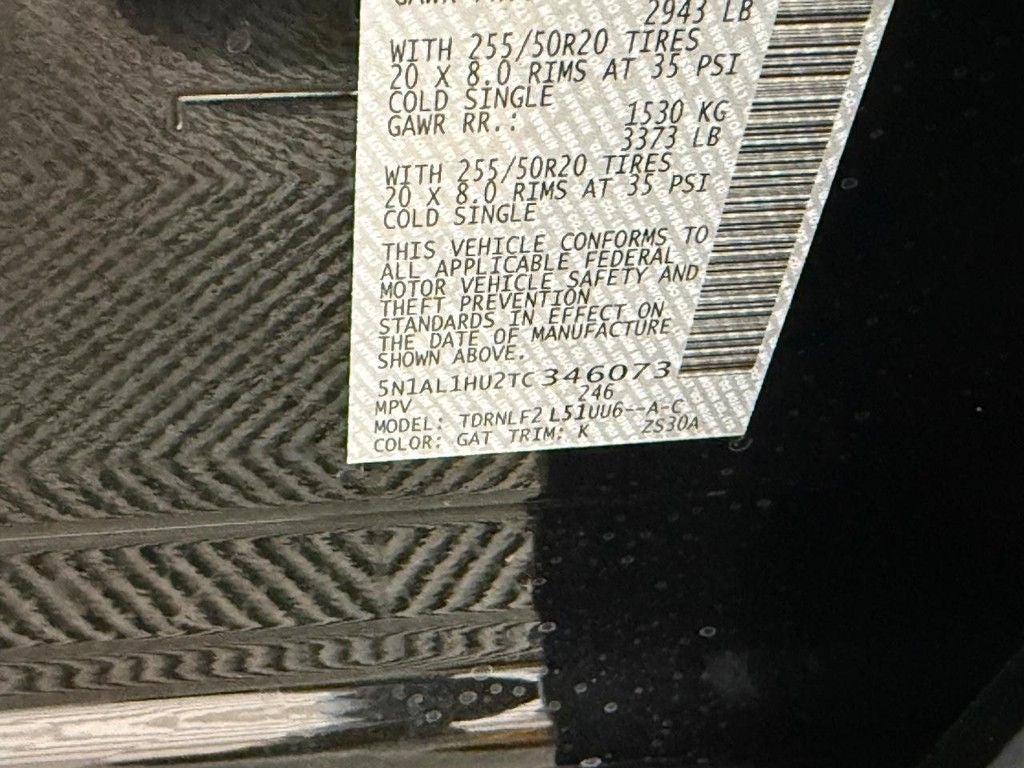 2943 LB
WITH 255/50R20 TIRES
20 X 8.0 RIMS AT 35 PSI
COLD SINGLE
1530 KG
GAWR RR.:
3373 LB
WITH 255/50R20 TIRES
20 X 8.0 RIMS AT 35 PSI
COLD SINGLE
THIS VEHICLE CONFORMS TO
ALL APPLICABLE FEDERAL
MOTOR VEHICLE SAFETY AND
THEFT PREVENTION
STANDARDS IN EFFECT ON
THE DATE OF MANUFACTURE
SHOWN ABOVE.
5N1AL1HU2TC 346073
MPV 246
MODEL: TDRNLF2 L51UU6--A-C
COLOR: GAT TRIM: K ZS30A